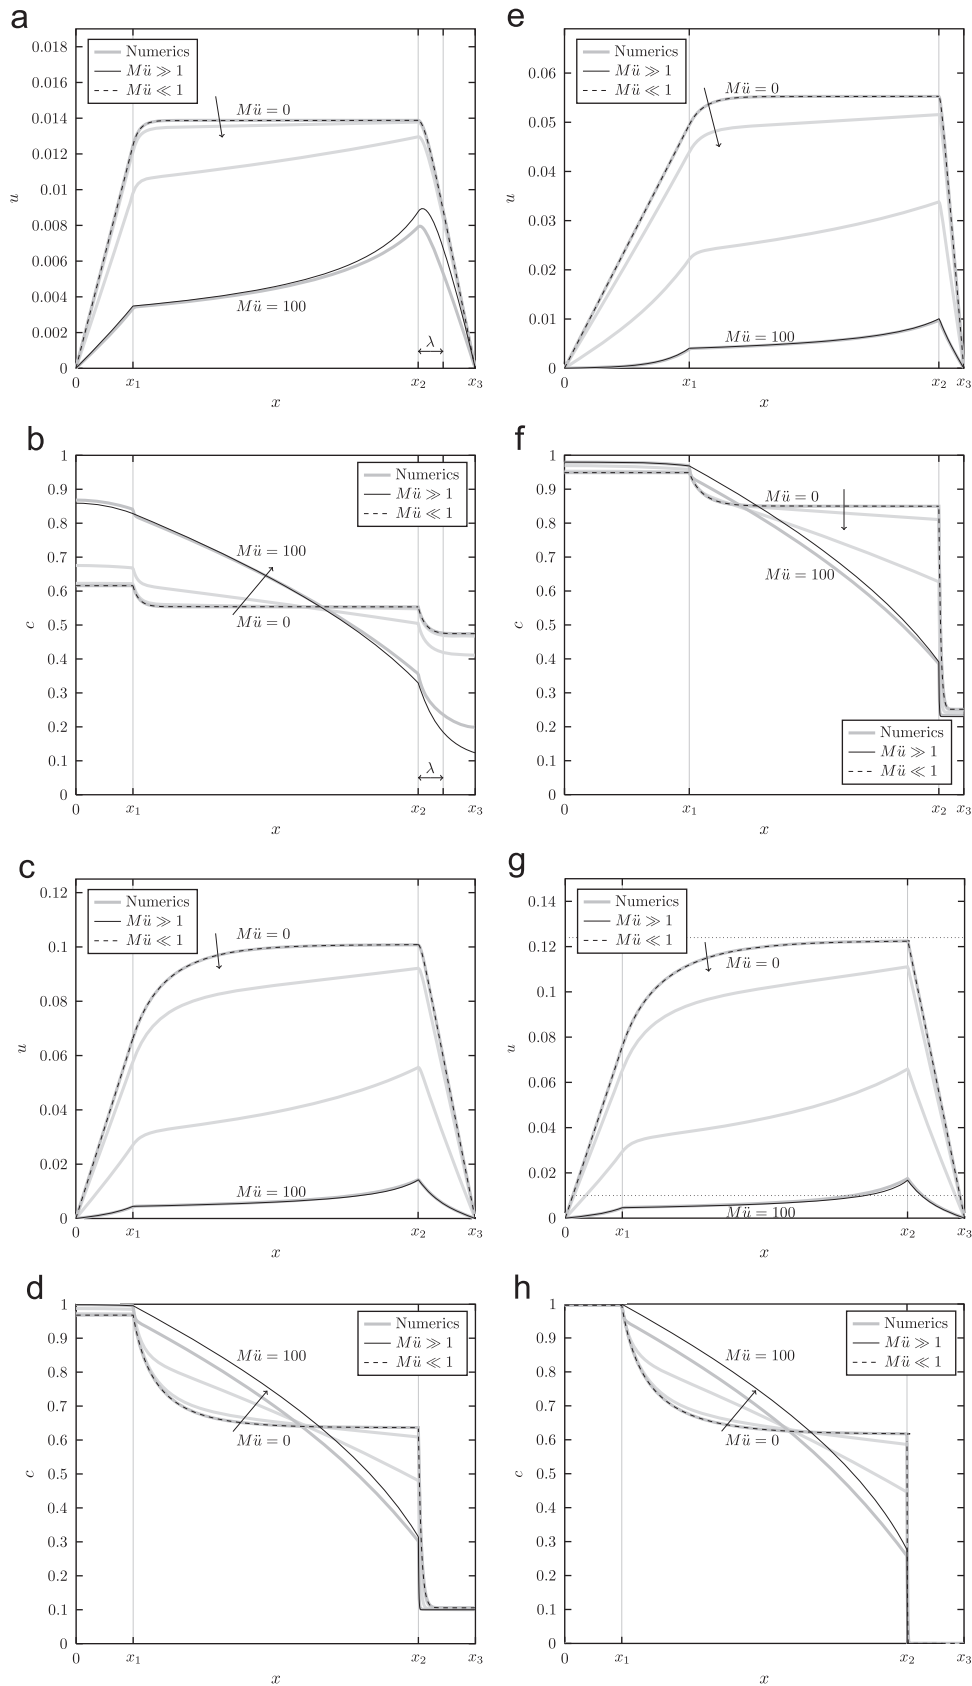 a
0.018
0.016
0.014
0.012
0.01
0.008
0.006
0.004
0.002
0
u
Numerics
Mü ≫ 1
Mü ≪ 1
Mü = 0
Mü = 100
λ
0
x₁
x₂
x₃
x
e
0.06
0.05
0.04
0.03
0.02
0.01
0
u
Numerics
Mü ≫ 1
Mü ≪ 1
Mü = 0
Mü = 100
0
x₁
x₂
x₃
x
b
1
0.9
0.8
0.7
0.6
0.5
0.4
0.3
0.2
0.1
0
c
Numerics
Mü ≫ 1
Mü ≪ 1
Mü = 100
Mü = 0
λ
0
x₁
x₂
x₃
x
f
1
0.9
0.8
0.7
0.6
0.5
0.4
0.3
0.2
0.1
0
c
Mü = 0
Mü = 100
Numerics
Mü ≫ 1
Mü ≪ 1
0
x₁
x₂
x₃
x
c
0.12
0.1
0.08
0.06
0.04
0.02
0
u
Numerics
Mü ≫ 1
Mü ≪ 1
Mü = 0
Mü = 100
0
x₁
x₂
x₃
x
g
0.14
0.12
0.1
0.08
0.06
0.04
0.02
0
u
Numerics
Mü ≫ 1
Mü ≪ 1
Mü = 0
Mü = 100
0
x₁
x₂
x₃
x
d
1
0.9
0.8
0.7
0.6
0.5
0.4
0.3
0.2
0.1
0
c
Numerics
Mü ≫ 1
Mü ≪ 1
Mü = 100
Mü = 0
0
x₁
x₂
x₃
x
h
1
0.9
0.8
0.7
0.6
0.5
0.4
0.3
0.2
0.1
0
c
Numerics
Mü ≫ 1
Mü ≪ 1
Mü = 100
Mü = 0
0
x₁
x₂
x₃
x